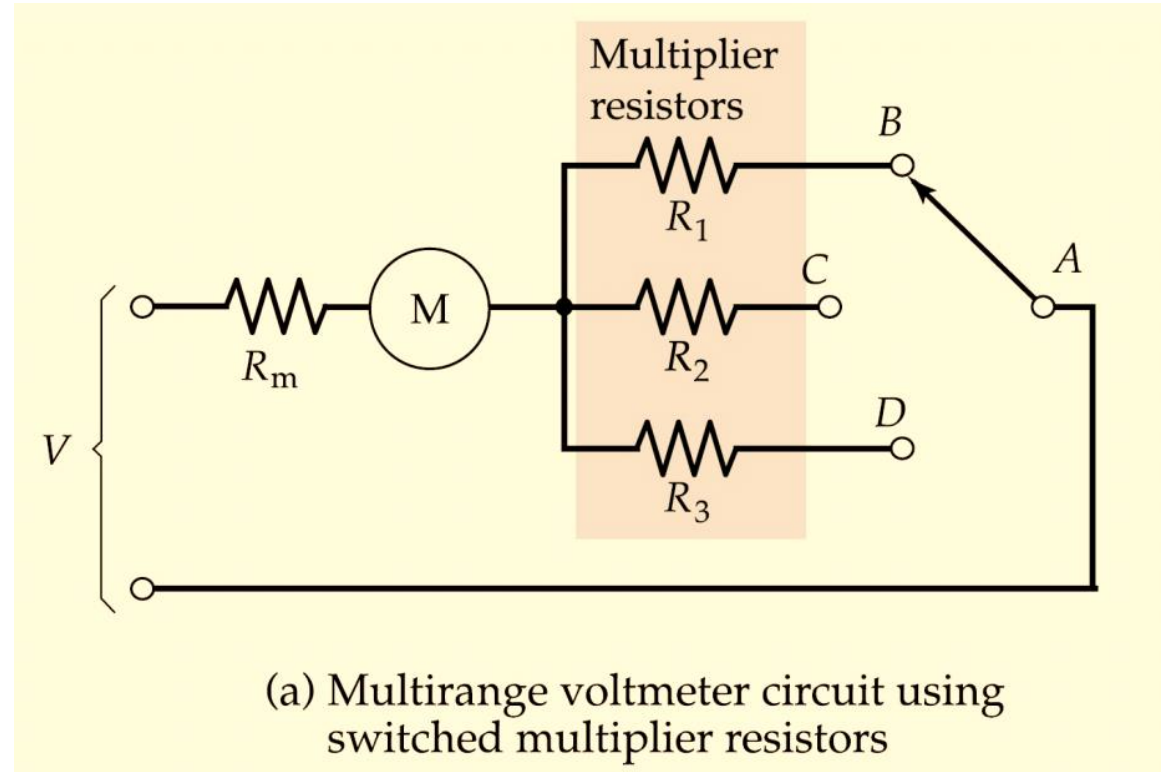 Multiplier
resistors
B
R₁
A
C
M
Rₘ
R₂
V
D
R₃
(a) Multirange voltmeter circuit using
switched multiplier resistors